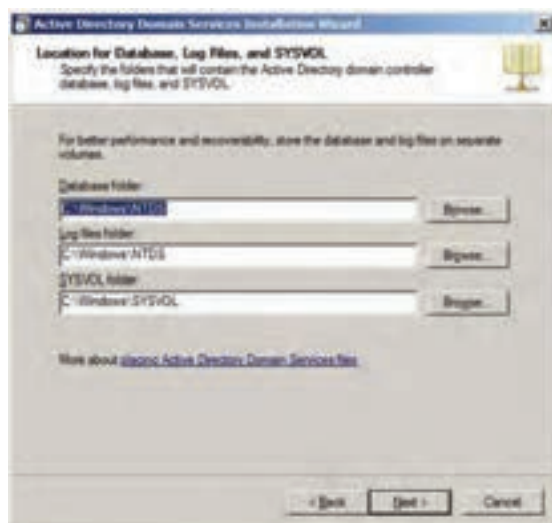 Active Directory Domain Services Installation Wizard
Location for Database, Log Files, and SYSVOL
Specify the folders that will contain the Active Directory domain controller
database, log files, and SYSVOL.
For better performance and recoverability, store the database and log files on separate
volumes.
Database folder:
C:\Windows\NTDS
Browse...
Log files folder:
C:\Windows\NTDS
Browse...
SYSVOL folder:
C:\Windows\SYSVOL
Browse...
More about placing Active Directory Domain Services files
< Back
Next >
Cancel